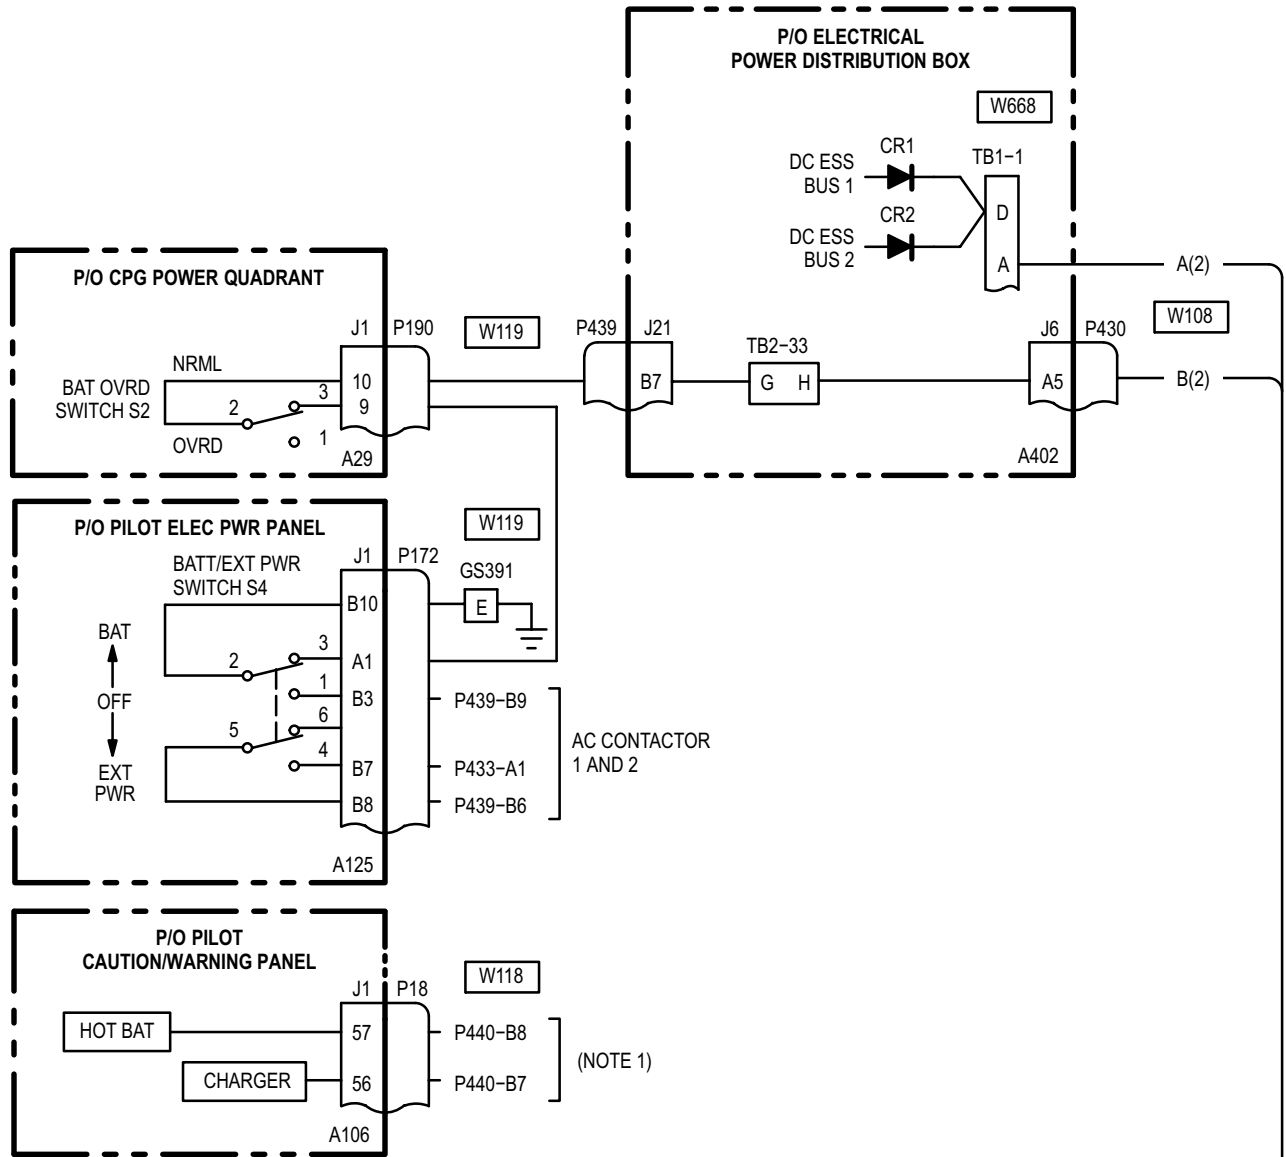 P/O ELECTRICAL
POWER DISTRIBUTION BOX
W668
CR1
TB1-1
DC ESS
BUS 1
D
CR2
DC ESS
BUS 2
A
A(2)
W108
P/O CPG POWER QUADRANT
J1 P190
W119
P439 J21
TB2-33
J6 P430
NRML
BAT OVRD
SWITCH S2
10
3
9
2
1
OVRD
A29
B7
G H
A5
B(2)
A402
P/O PILOT ELEC PWR PANEL
W119
J1 P172
BATT/EXT PWR
SWITCH S4
GS391
B10
E
BAT
OFF
EXT
PWR
3
2
A1
1
B3
P439-B9
6
5
4
B7
P433-A1
B8
P439-B6
AC CONTACTOR
1 AND 2
A125
P/O PILOT
CAUTION/WARNING PANEL
W118
J1 P18
HOT BAT
57
P440-B8
(NOTE 1)
CHARGER
56
P440-B7
A106